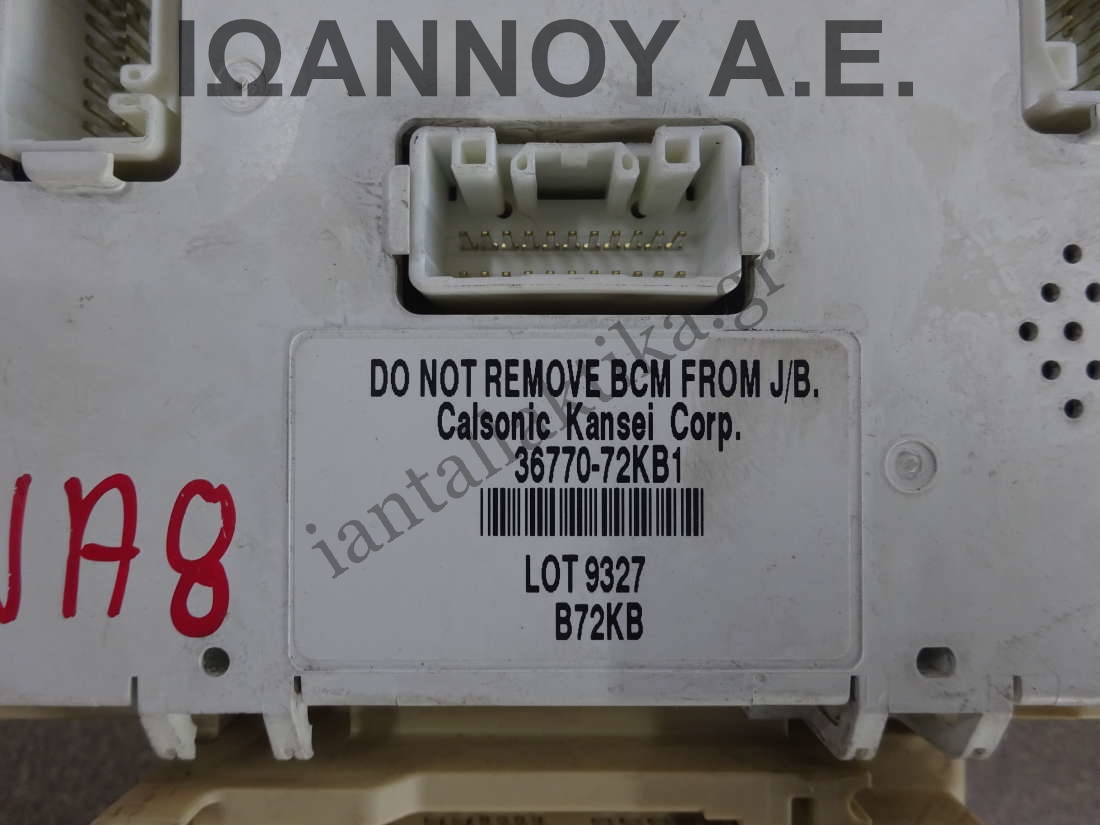 ΙΩΑΝΝΟΥ Α.Ε.
DO NOT REMOVE BCM FROM J/B.
Calsonic Kansei Corp.
36770-72KB1
iantallaktika.gr
LOT 9327
B72KB